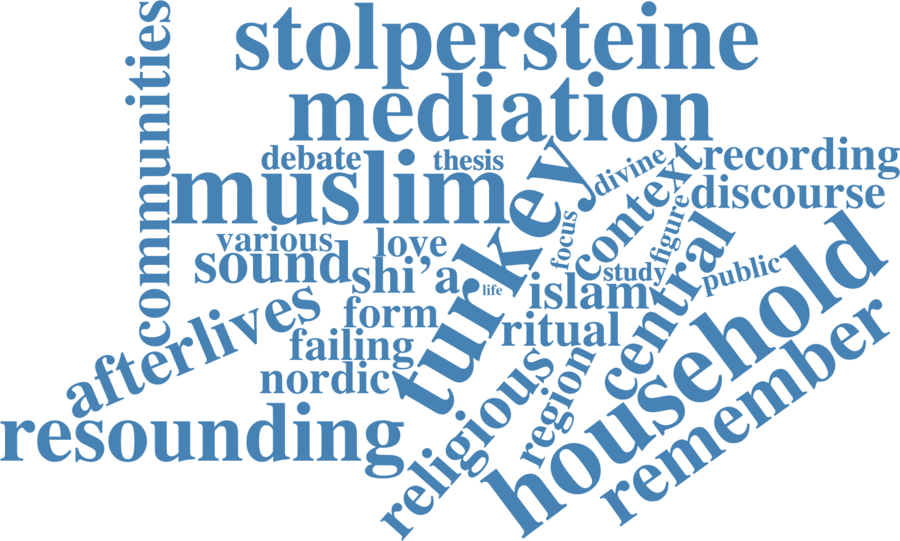 stolpersteine
communities
mediation
debate
thesis
muslim
turkey
divine
context
recording
discourse
various
love
sound
shi’a
life
focus
figure
study
islam
central
public
form
ritual
afterlives
failing
nordic
household
resounding
religious
region
remember